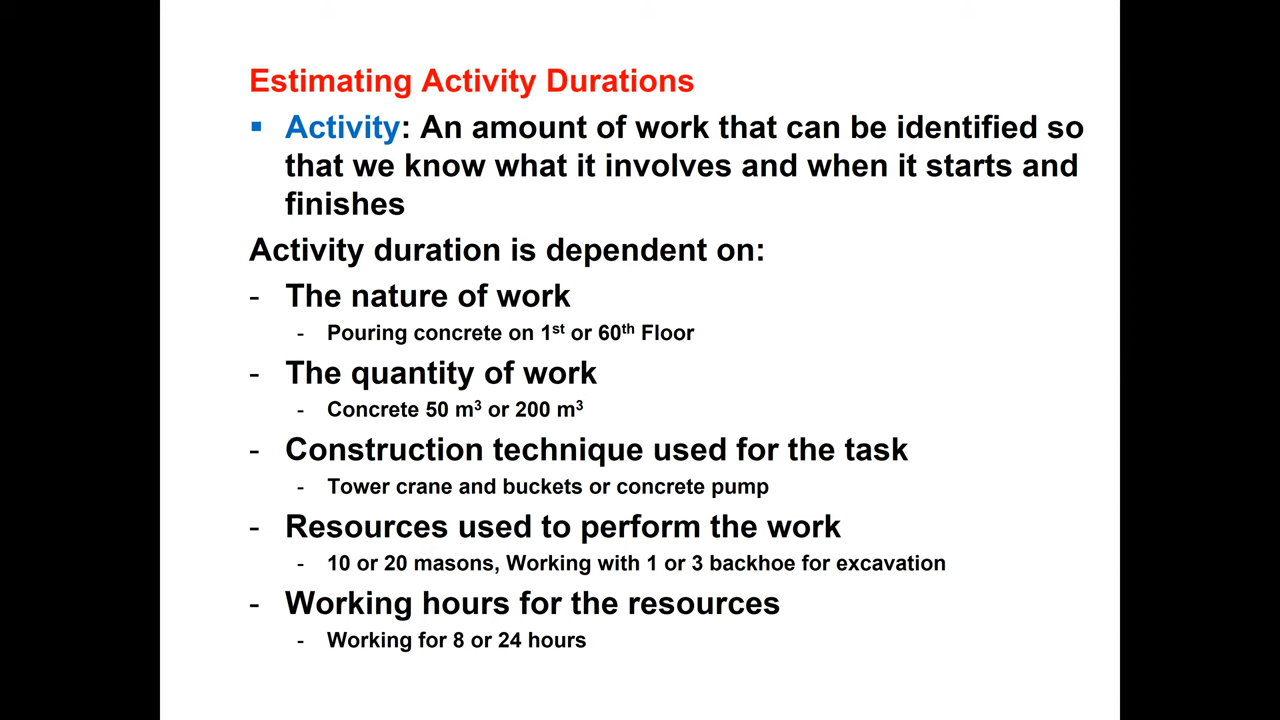 Estimating Activity Durations
▪ Activity: An amount of work that can be identified so
that we know what it involves and when it starts and
finishes
Activity duration is dependent on:
- The nature of work
- Pouring concrete on 1st or 60th Floor
- The quantity of work
- Concrete 50 m³ or 200 m³
- Construction technique used for the task
- Tower crane and buckets or concrete pump
- Resources used to perform the work
- 10 or 20 masons, Working with 1 or 3 backhoe for excavation
- Working hours for the resources
- Working for 8 or 24 hours